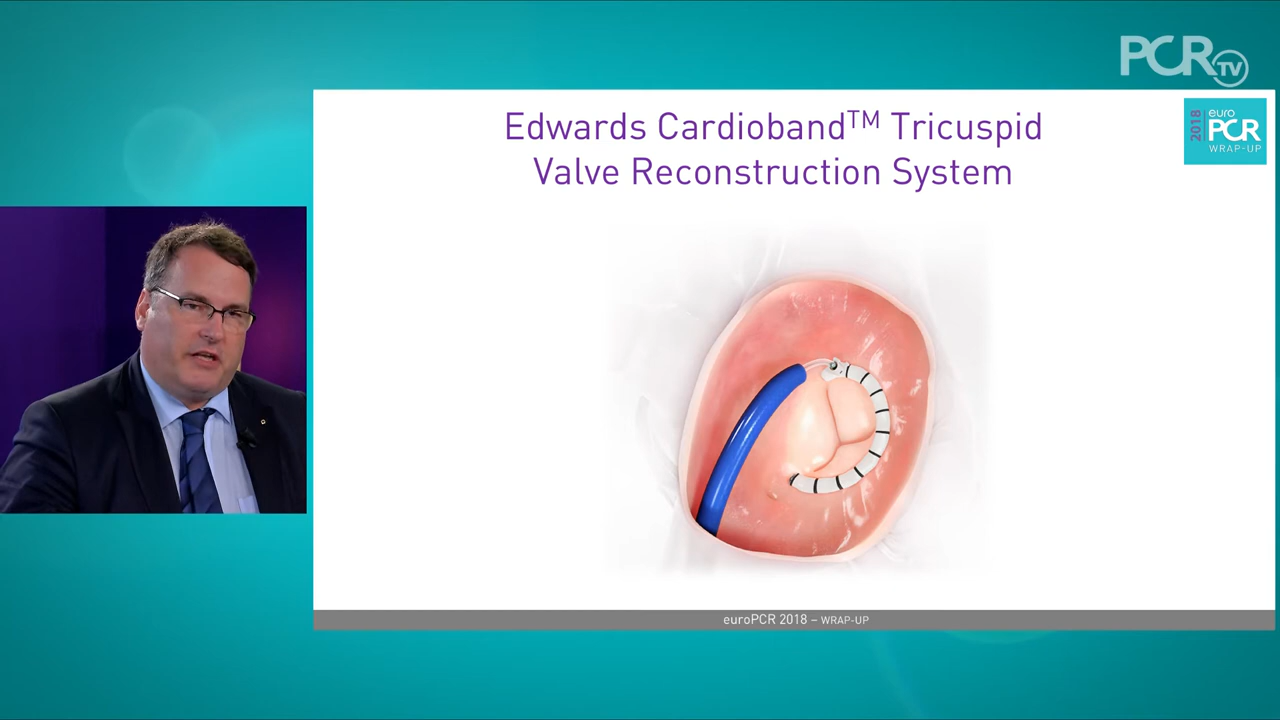 PCR TV
Edwards Cardioband™ Tricuspid
Valve Reconstruction System
2018
euro
PCR
WRAP-UP
euroPCR 2018 – WRAP-UP